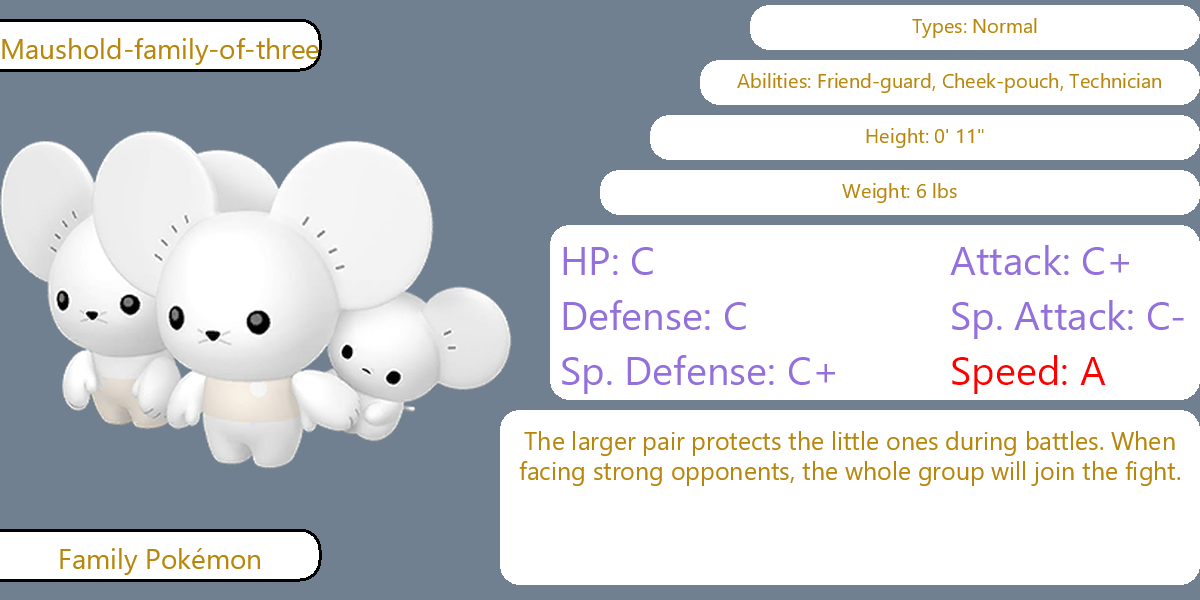 Maushold-family-of-three
Types: Normal
Abilities: Friend-guard, Cheek-pouch, Technician
Height: 0' 11"
Weight: 6 lbs
HP: C
Attack: C+
Defense: C
Sp. Attack: C-
Sp. Defense: C+
Speed: A
The larger pair protects the little ones during battles. When
facing strong opponents, the whole group will join the fight.
Family Pokémon